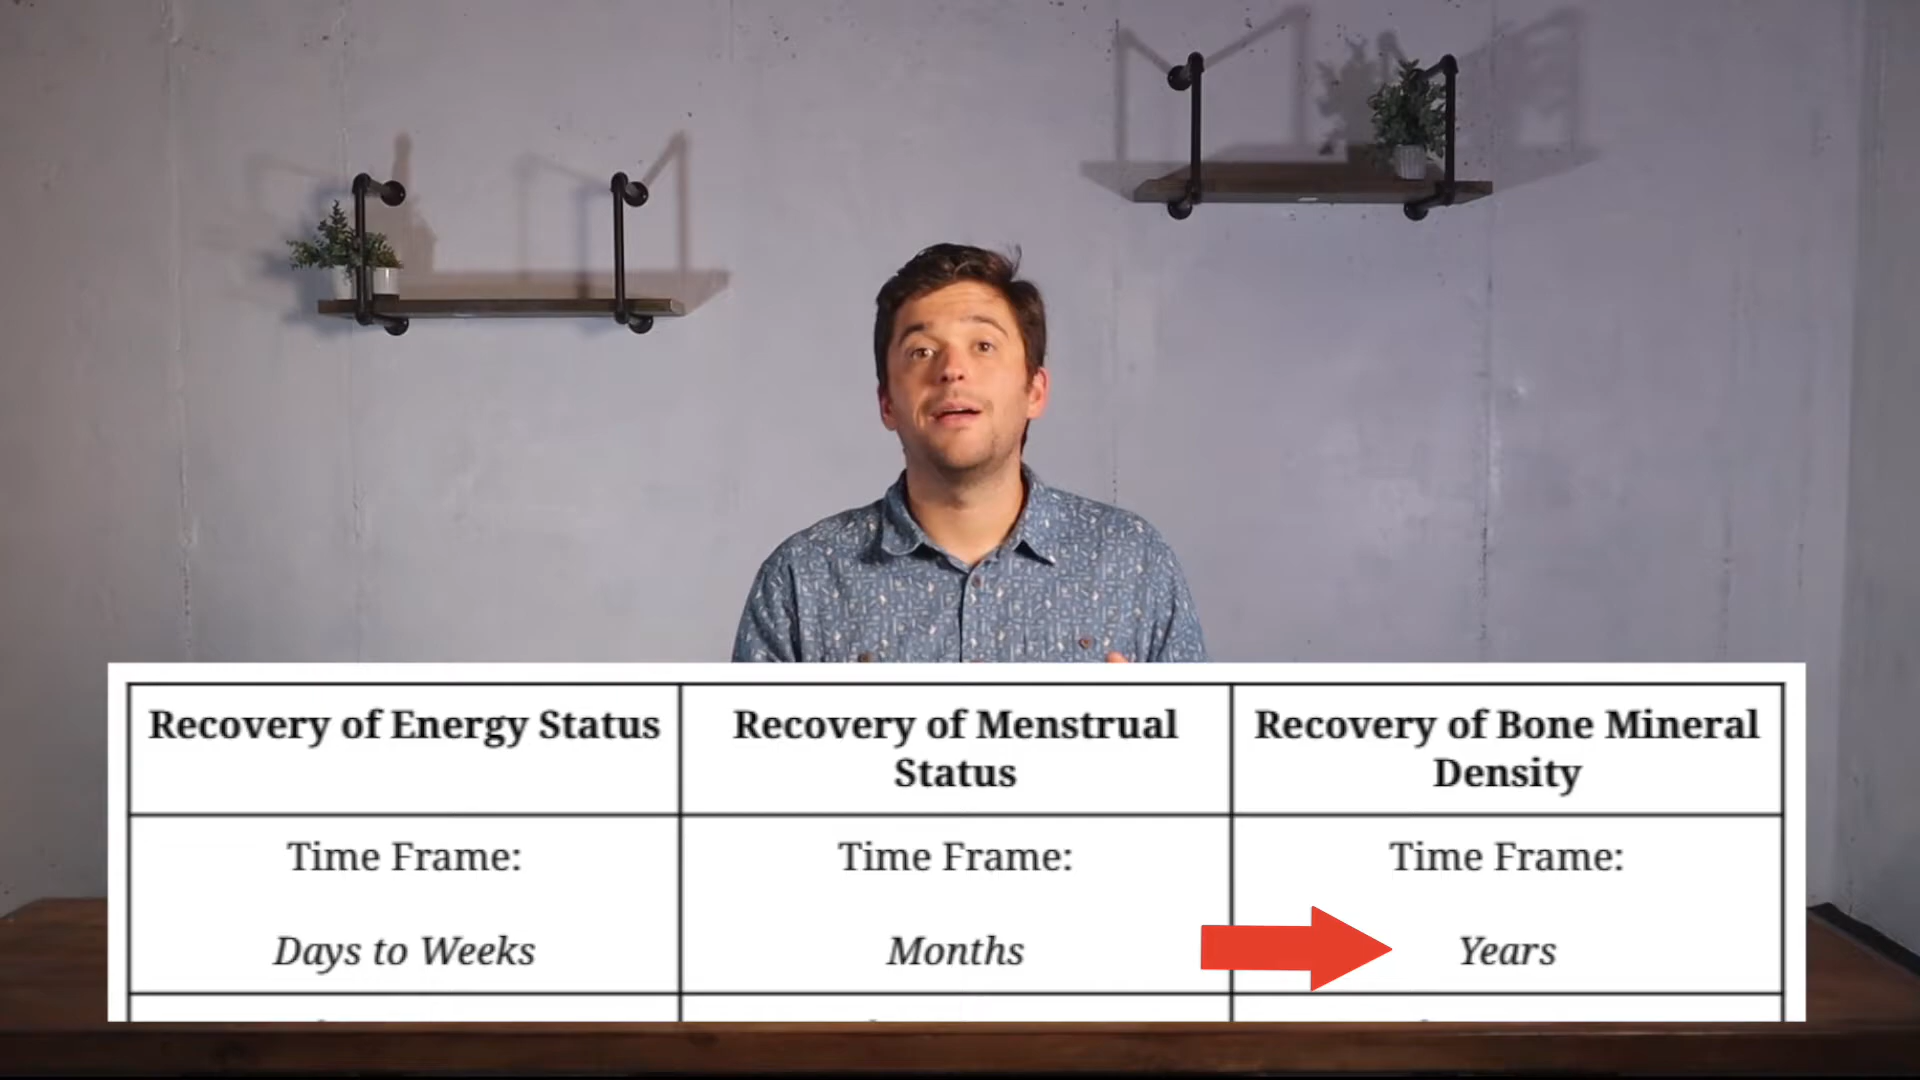 Recovery of Energy Status
Recovery of Menstrual
Status
Recovery of Bone Mineral
Density
Time Frame:
Days to Weeks
Time Frame:
Months
Time Frame:
Years